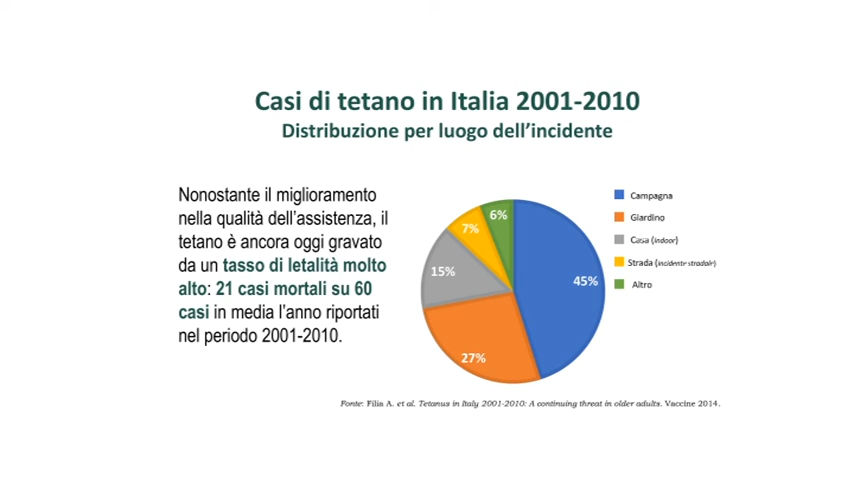 Casi di tetano in Italia 2001-2010
Distribuzione per luogo dell'incidente
Nonostante il miglioramento
nella qualità dell'assistenza, il
tetano è ancora oggi gravato
da un tasso di letalità molto
alto: 21 casi mortali su 60
casi in media l'anno riportati
nel periodo 2001-2010.
6%
7%
15%
45%
27%
Campagna
Giardino
Casa (indoor)
Strada (incidente stradale)
Altro
Fonte: Filia A. et al. Tetanus in Italy 2001-2010: A continuing threat in older adults. Vaccine 2014.